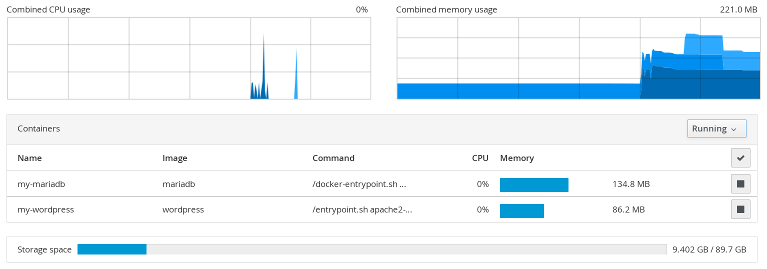 Combined CPU usage 0% Combined memory usage 221.0 MB
Containers Running
Name Image Command CPU Memory
my-mariadb mariadb /docker-entrypoint.sh ... 0% 134.8 MB
my-wordpress wordpress /entrypoint.sh apache2-... 0% 86.2 MB
Storage space 9.402 GB / 89.7 GB